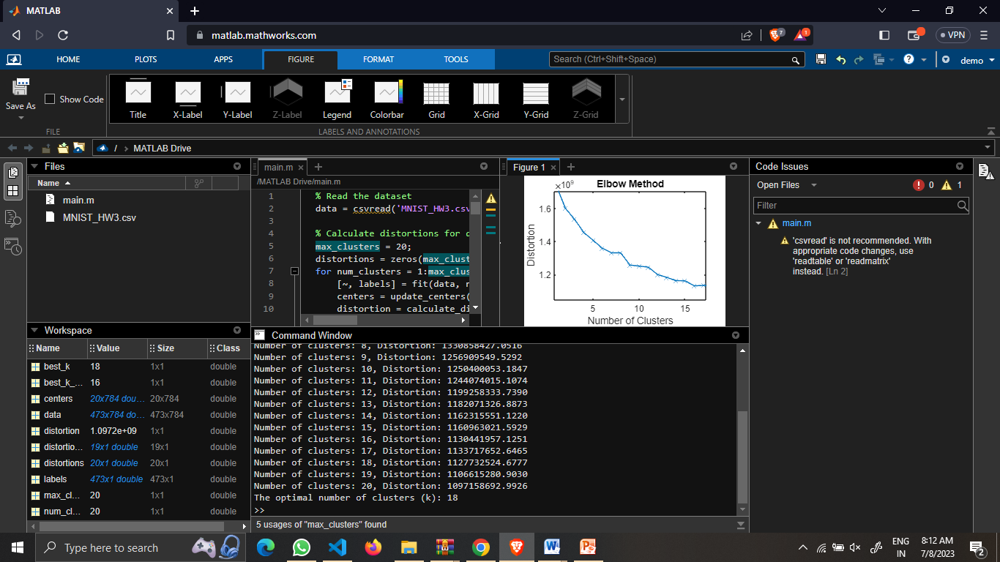 MATLAB
matlab.mathworks.com
7
1
VPN
HOME
PLOTS
APPS
FIGURE
FORMAT
TOOLS
Search (Ctrl+Shift+Space)
demo
Save As
Show Code
Title
X-Label
Y-Label
Z-Label
Legend
Colorbar
Grid
X-Grid
Y-Grid
Z-Grid
FILE
LABELS AND ANNOTATIONS
/ MATLAB Drive
Files
Name
main.m
MNIST_HW3.csv
main.m
/MATLAB Drive/main.m
1 % Read the dataset
2 data = csvread('MNIST_HW3.csv
3
4 % Calculate distortions for d
5 max_clusters = 20;
6 distortions = zeros(max_clust
7 for num_clusters = 1:max_clus
8 [~, labels] = fit(data, n
9 centers = update_centers(
10 distortion = calculate_di
Figure 1
×10⁹
Elbow Method
1.6
1.4
1.2
Distortion
5 10 15
Number of Clusters
Code Issues
Open Files
0
1
Filter
main.m
'csvread' is not recommended. With
appropriate code changes, use
'readtable' or 'readmatrix'
instead. [Ln 2]
Workspace
Name Value Size Class
best_k 18 1x1 double
best_k_... 16 1x1 double
centers 20x784 dou... 20x784 double
data 473x784 do... 473x784 double
distortion 1.0972e+09 1x1 double
distortio... 19x1 double 19x1 double
distortions 20x1 double 20x1 double
labels 473x1 double 473x1 double
max_cl... 20 1x1 double
num_cl... 20 1x1 double
Command Window
Number of clusters: 8, Distortion: 1330858427.0516
Number of clusters: 9, Distortion: 1256909549.5292
Number of clusters: 10, Distortion: 1250400053.1847
Number of clusters: 11, Distortion: 1244074015.1074
Number of clusters: 12, Distortion: 1199258333.7390
Number of clusters: 13, Distortion: 1182071326.8873
Number of clusters: 14, Distortion: 1162315551.1220
Number of clusters: 15, Distortion: 1160963021.5929
Number of clusters: 16, Distortion: 1130441957.1251
Number of clusters: 17, Distortion: 1133717652.6465
Number of clusters: 18, Distortion: 1127732524.6777
Number of clusters: 19, Distortion: 1106615280.9030
Number of clusters: 20, Distortion: 1097158692.9926
The optimal number of clusters (k): 18
>>
5 usages of "max_clusters" found
Type here to search
ENG
IN
8:12 AM
7/8/2023
2